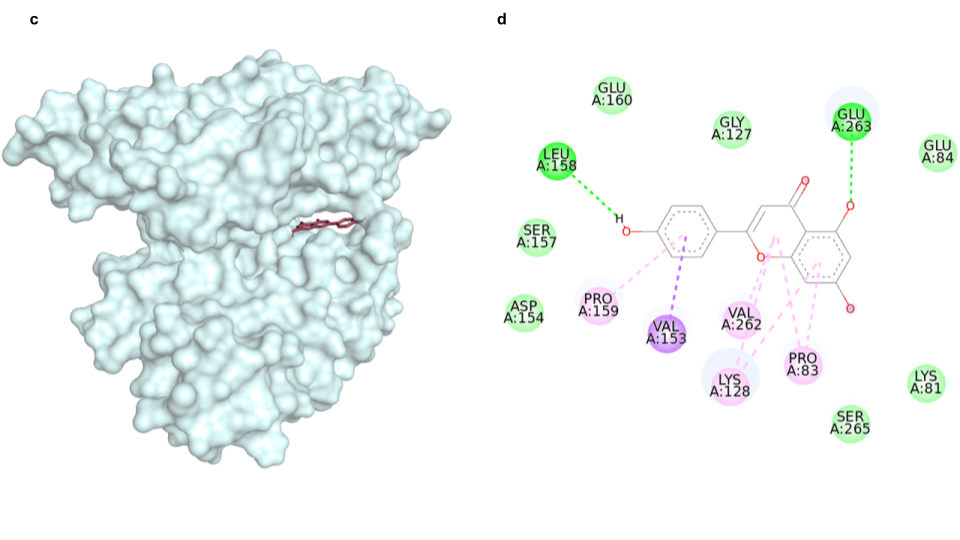 c
d
GLU
A:160
GLY
A:127
GLU
A:263
GLU
A:84
LEU
A:158
O
H
O
O
SER
A:157
O
ASP
A:154
PRO
A:159
VAL
A:153
VAL
A:262
O
PRO
A:83
LYS
A:128
LYS
A:81
SER
A:265